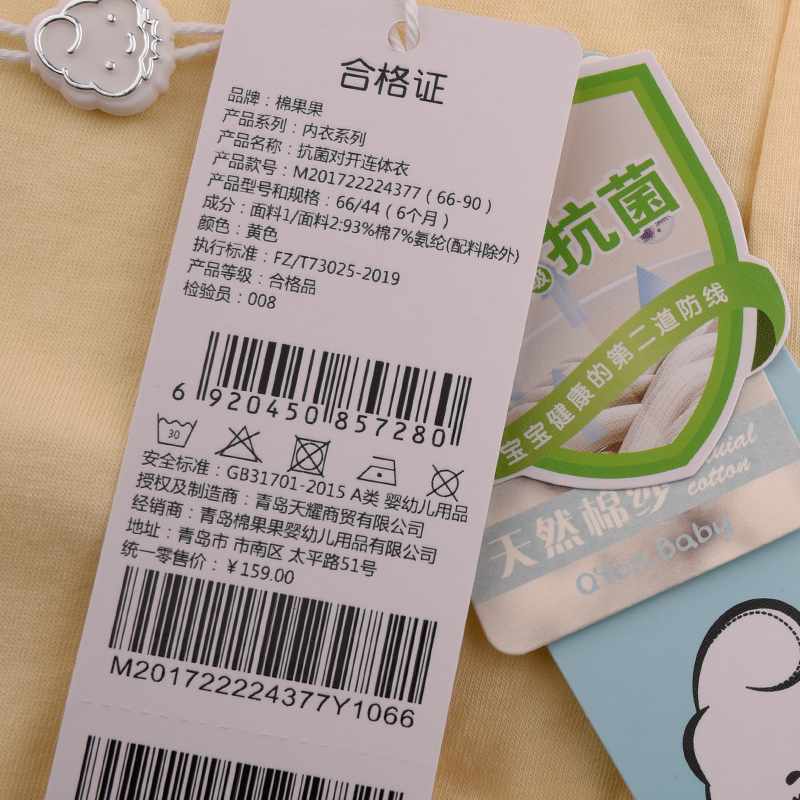 合格证
品牌：棉果果
产品系列：内衣系列
产品名称：抗菌对开连体衣
产品款号：M201722224377（66-90）
产品型号和规格：66/44（6个月）
成分：面料1/面料2:93%棉7%氨纶(配料除外)
颜色：黄色
执行标准：FZ/T73025-2019
产品等级：合格品
检验员：008
6 920450 857280
30
安全标准：GB31701-2015 A类 婴幼儿用品
授权及制造商：青岛天耀商贸有限公司
经销商：青岛棉果果婴幼儿用品有限公司
地址：青岛市 市南区 太平路51号
统一零售价：￥159.00
M201722224377Y1066
级抗菌
宝宝健康的第二道防线
cotton
天然棉纱
Q'ton Baby